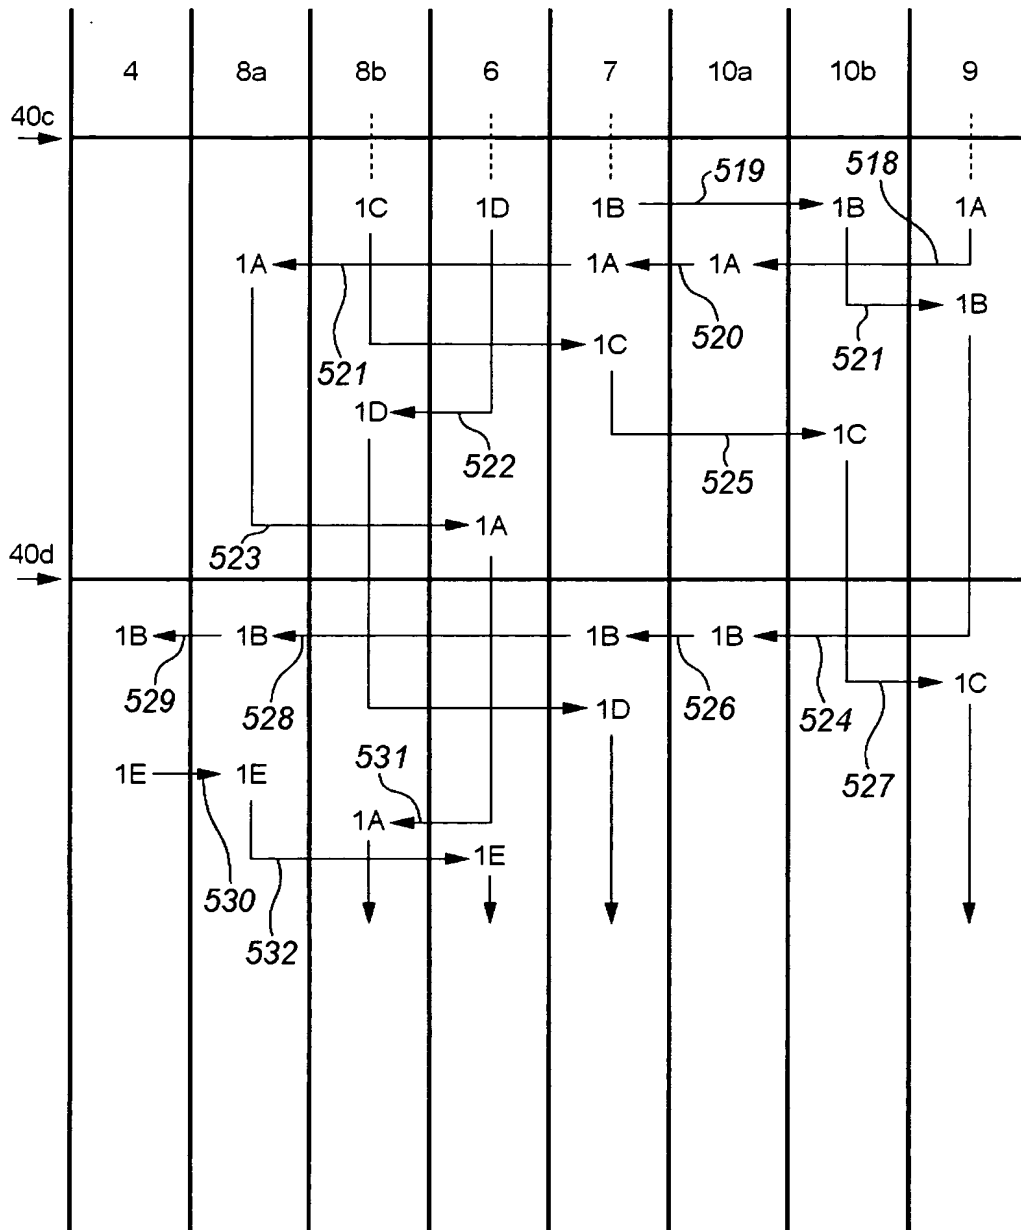 4 8a 8b 6 7 10a 10b 9
40c
519 518
1C 1D 1B 1B 1A
1A 1A 1A
1B
520
521 1C 521
1D 1C
522 525
1A
523
40d
1B 1B 1B 1B
529 528 1D 526 524 1C
531
1E 1E 527
1A
1E
530
532